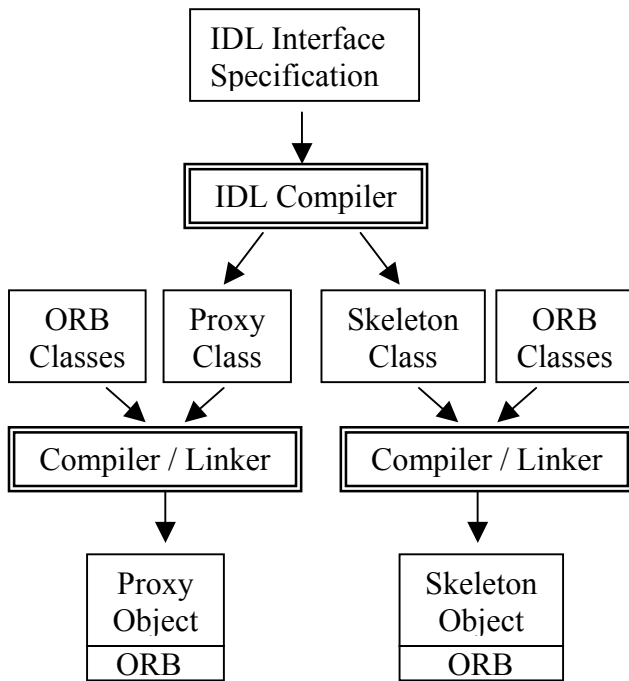 IDL Interface
Specification
IDL Compiler
ORB
Classes
Proxy
Class
Skeleton
Class
ORB
Classes
Compiler / Linker
Compiler / Linker
Proxy
Object
ORB
Skeleton
Object
ORB